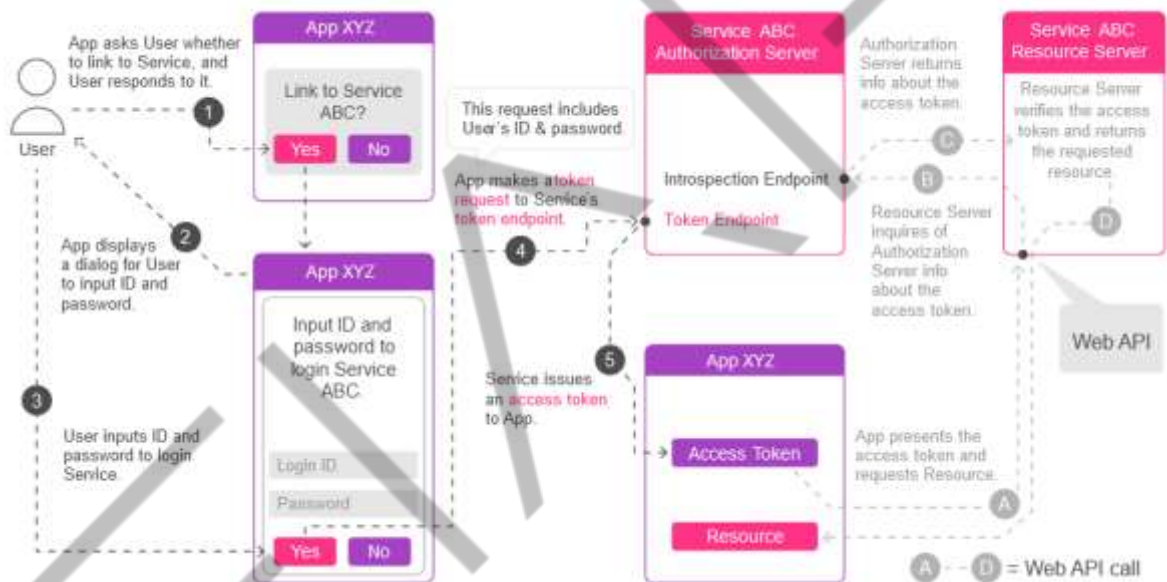 App asks User whether
to link to Service, and
User responds to it.
User
1
App XYZ
Link to Service
ABC?
Yes
No
2
App displays
a dialog for User
to input ID and
password.
3
User inputs ID and
password to login
Service.
App XYZ
Input ID and
password to
login Service
ABC
Login ID
Password
Yes
No
This request includes
User's ID & password
App makes a token
request to Service's
token endpoint.
4
Service ABC
Authorization Server
Introspection Endpoint
Token Endpoint
5
Service issues
an access token
to App.
App XYZ
Access Token
Resource
Authorization
Server returns
info about the
access token.
C
B
Resource Server
inquires of
Authorization
Server info
about the
access token.
Service ABC
Resource Server
Resource Server
verifies the access
token and returns
the requested
resource.
D
Web API
App presents the
access token and
requests Resource.
A
A - - D = Web API call